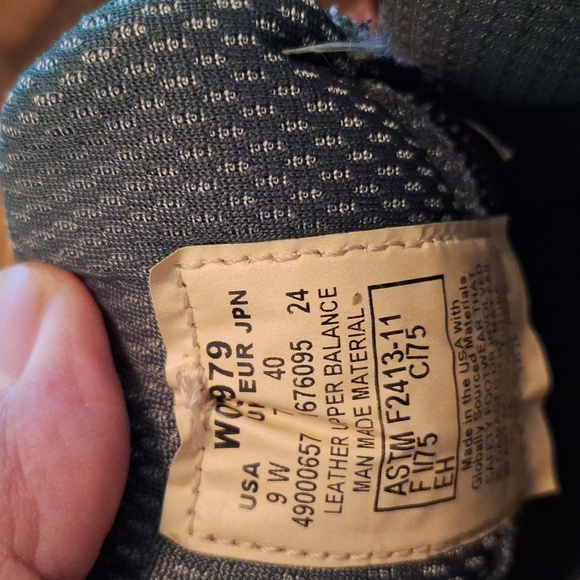 W0979
USA UK EUR JPN
9 W 7 40 24
49000657 1676095
LEATHER UPPER BALANCE
MAN MADE MATERIAL
ASTM F2413-11
F I/75 C/75
EH
Made in the USA with
Globally Sourced Materials